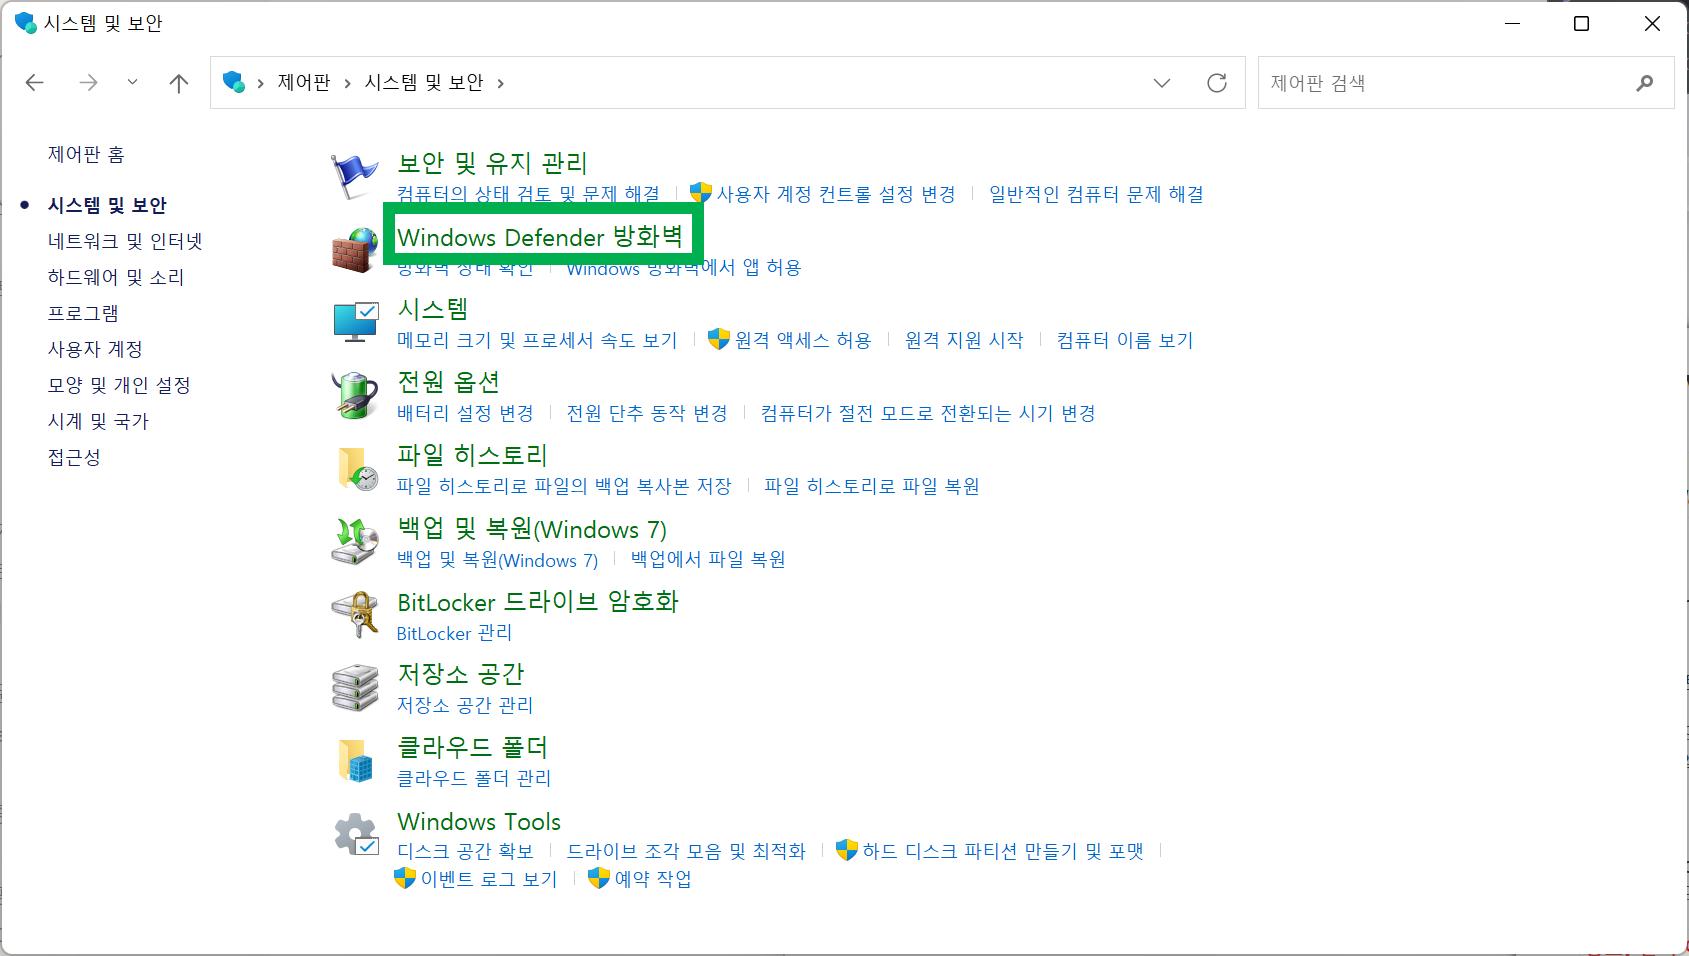 시스템 및 보안
제어판 시스템 및 보안
제어판 검색
제어판 홈
시스템 및 보안
네트워크 및 인터넷
하드웨어 및 소리
프로그램
사용자 계정
모양 및 개인 설정
시계 및 국가
접근성
보안 및 유지 관리
컴퓨터의 상태 검토 및 문제 해결 사용자 계정 컨트롤 설정 변경 일반적인 컴퓨터 문제 해결
Windows Defender 방화벽
방화벽 상태 확인 Windows 방화벽에서 앱 허용
시스템
메모리 크기 및 프로세서 속도 보기 원격 액세스 허용 원격 지원 시작 컴퓨터 이름 보기
전원 옵션
배터리 설정 변경 전원 단추 동작 변경 컴퓨터가 절전 모드로 전환되는 시기 변경
파일 히스토리
파일 히스토리로 파일의 백업 복사본 저장 파일 히스토리로 파일 복원
백업 및 복원(Windows 7)
백업 및 복원(Windows 7) 백업에서 파일 복원
BitLocker 드라이브 암호화
BitLocker 관리
저장소 공간
저장소 공간 관리
클라우드 폴더
클라우드 폴더 관리
Windows Tools
디스크 공간 확보 드라이브 조각 모음 및 최적화 하드 디스크 파티션 만들기 및 포맷
이벤트 로그 보기 예약 작업